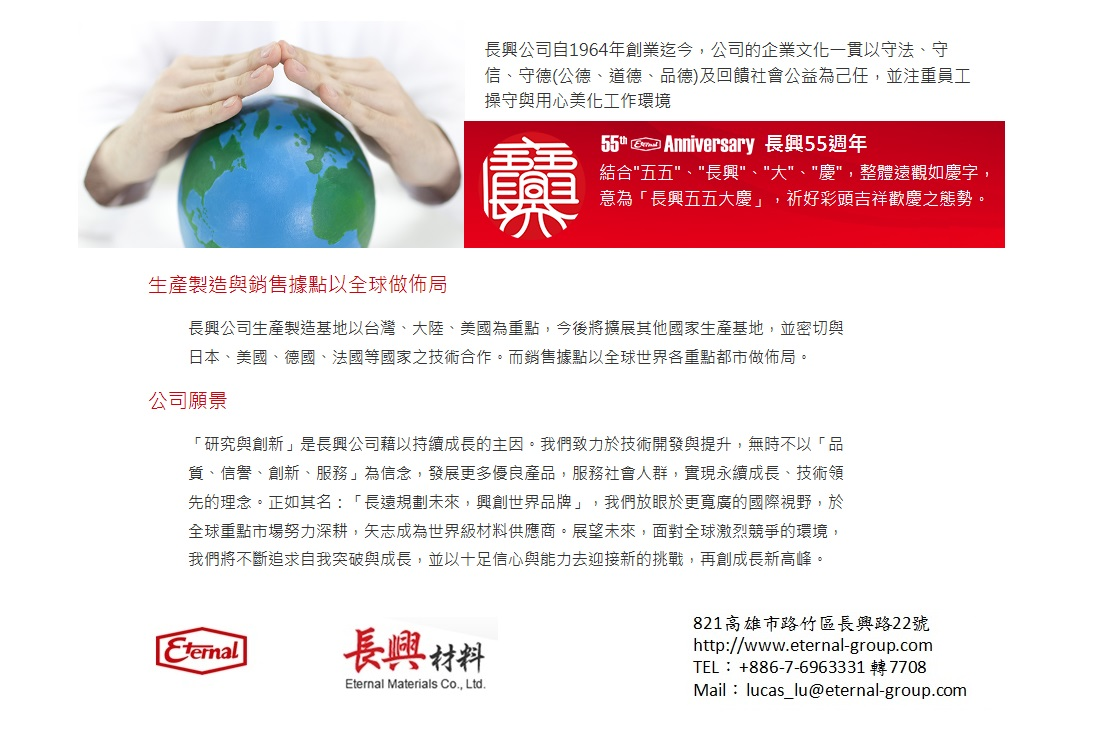 長興公司自1964年創業迄今，公司的企業文化一貫以守法、守
信、守德(公德、道德、品德)及回饋社會公益為己任，並注重員工
操守與用心美化工作環境
55th Eternal Anniversary 長興55週年
結合"五五"、"長興"、"大"、"慶"，整體遠觀如慶字，
意為「長興五五大慶」，祈好彩頭吉祥歡慶之態勢。
生產製造與銷售據點以全球做佈局
長興公司生產製造基地以台灣、大陸、美國為重點，今後將擴展其他國家生產基地，並密切與
日本、美國、德國、法國等國家之技術合作。而銷售據點以全球世界各重點都市做佈局。
公司願景
「研究與創新」是長興公司藉以持續成長的主因。我們致力於技術開發與提升，無時不以「品
質、信譽、創新、服務」為信念，發展更多優良產品，服務社會人群，實現永續成長、技術領
先的理念。正如其名：「長遠規劃未來，興創世界品牌」，我們放眼於更寬廣的國際視野，於
全球重點市場努力深耕，矢志成為世界級材料供應商。展望未來，面對全球激烈競爭的環境，
我們將不斷追求自我突破與成長，並以十足信心與能力去迎接新的挑戰，再創成長新高峰。
Eternal
長興材料
Eternal Materials Co., Ltd.
821高雄市路竹區長興路22號
http://www.eternal-group.com
TEL：+886-7-6963331 轉7708
Mail：lucas_lu@eternal-group.com